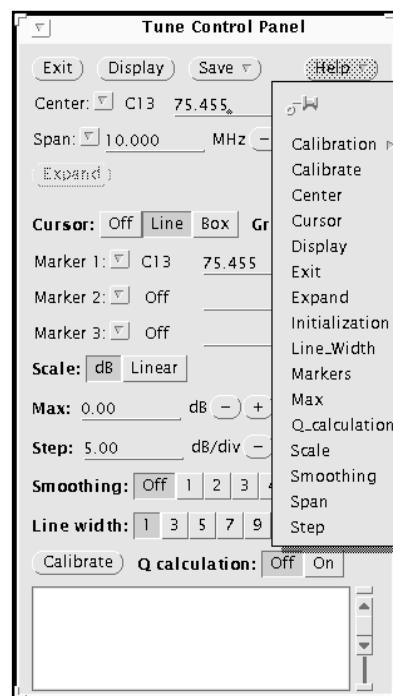 Tune Control Panel
Exit Display Save Help
Center: C13 75.455
Span: 10.000 MHz
Expand
Cursor: Off Line Box Gr
Marker 1: C13 75.455
Marker 2: Off
Marker 3: Off
Scale: dB Linear
Max: 0.00 dB - +
Step: 5.00 dB/div -
Smoothing: Off 1 2 3 4
Line width: 1 3 5 7 9
Calibrate Q calculation: Off On
Calibration
Calibrate
Center
Cursor
Display
Exit
Expand
Initialization
Line_Width
Markers
Max
Q_calculation
Scale
Smoothing
Span
Step